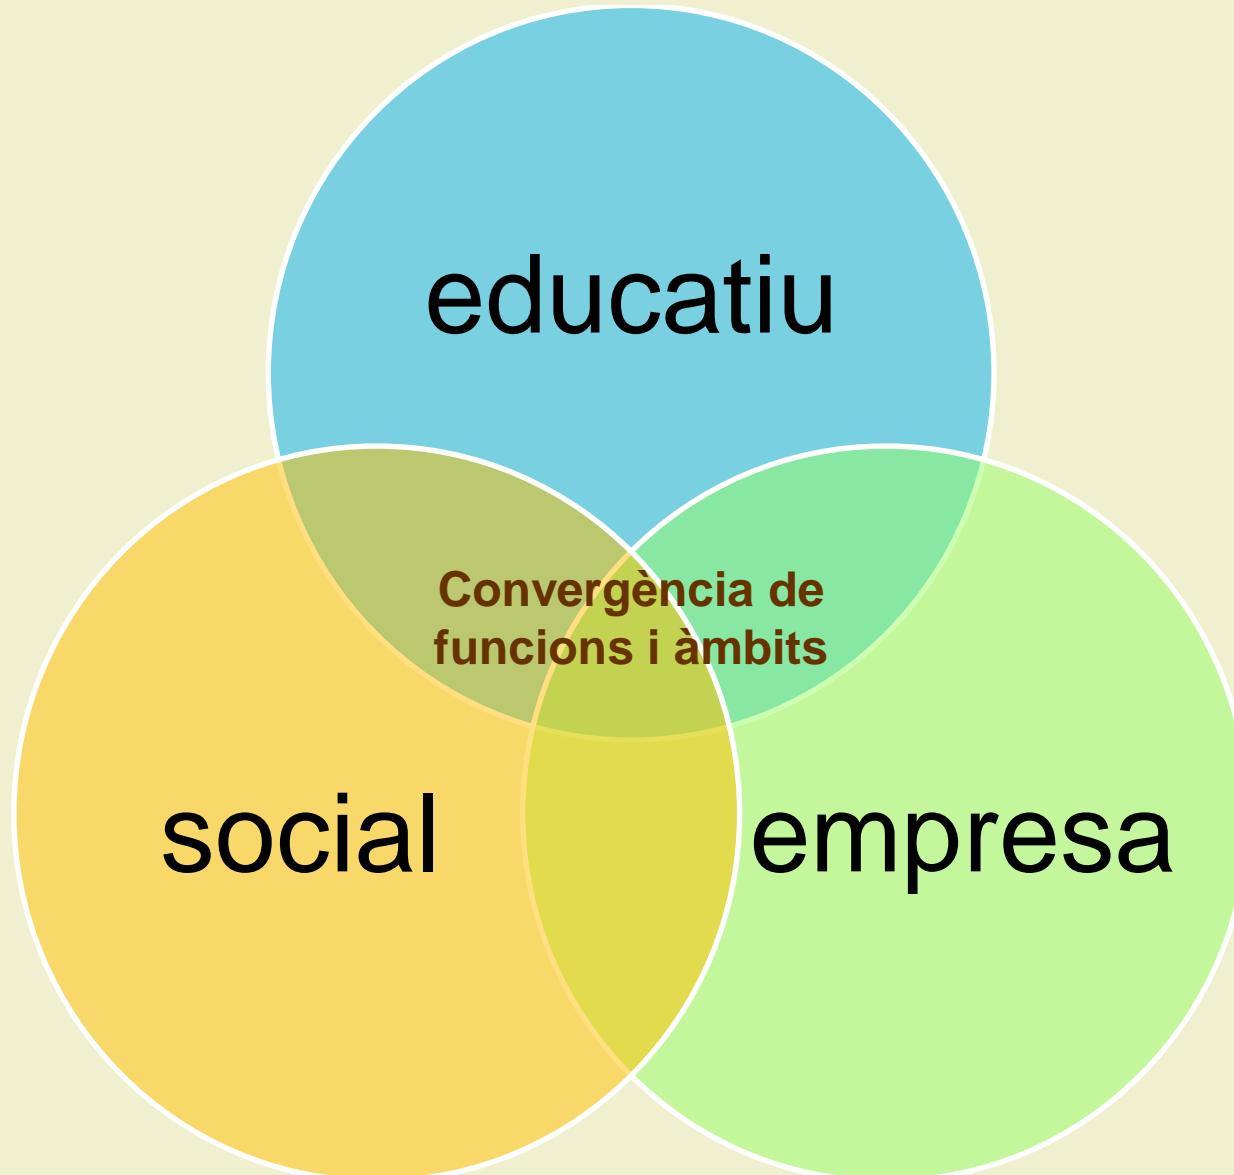 educatiu
Convergència de
funcions i àmbits
social
empresa